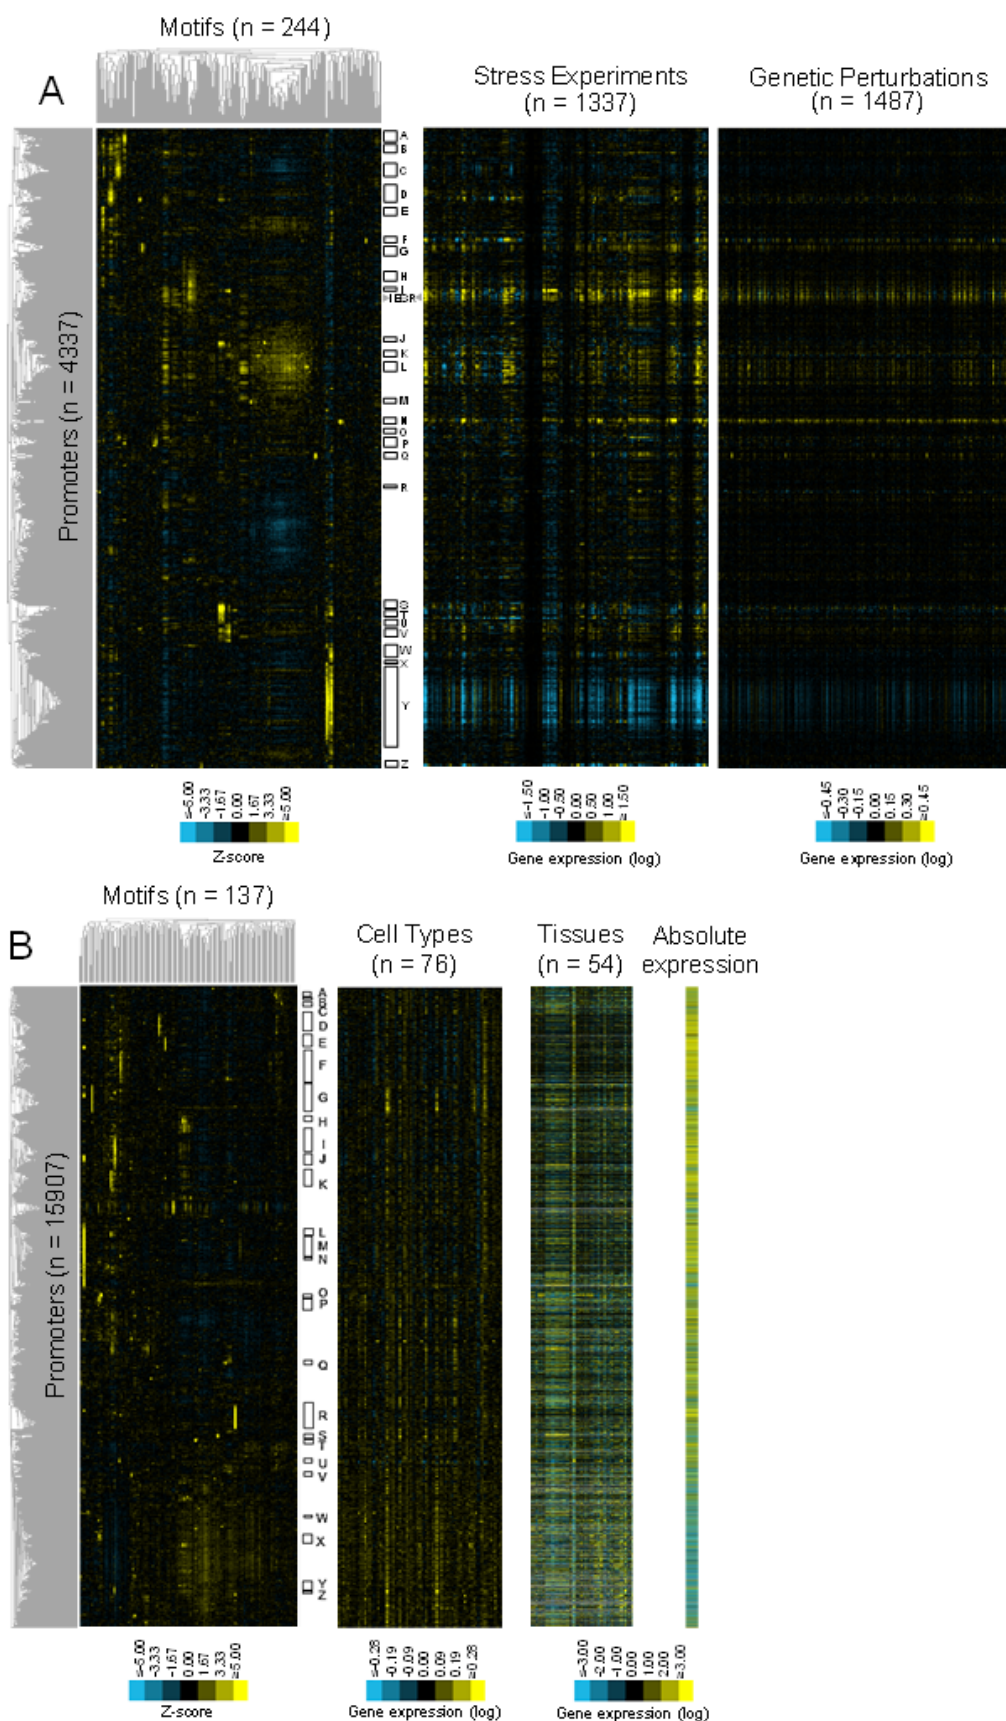 Motifs (n = 244)
A
Stress Experiments
(n = 1337)
Genetic Perturbations
(n = 1487)
Promoters (n = 4337)
A
B
C
D
E
F
G
H
I
IECR
J
K
L
M
N
O
P
Q
R
S
T
U
V
W
X
Y
Z
≤-5.00
-3.33
-1.67
0.00
1.67
3.33
≥5.00
Z-score
≤-1.50
-1.00
-0.50
0.00
0.50
1.00
≥1.50
Gene expression (log)
≤-0.45
-0.30
-0.15
0.00
0.15
0.30
≥0.45
Gene expression (log)
Motifs (n = 137)
B
Cell Types
(n = 76)
Tissues
(n = 54)
Absolute
expression
Promoters (n = 15907)
A
B
C
D
E
F
G
H
I
J
K
L
M
N
O
P
Q
R
S
T
U
V
W
X
Y
Z
≤-5.00
-3.33
-1.67
0.00
1.67
3.33
≥5.00
Z-score
≤-0.28
-0.19
-0.09
0.00
0.09
0.19
≥0.28
Gene expression (log)
≤-3.00
-2.00
-1.00
0.00
1.00
2.00
≥3.00
Gene expression (log)